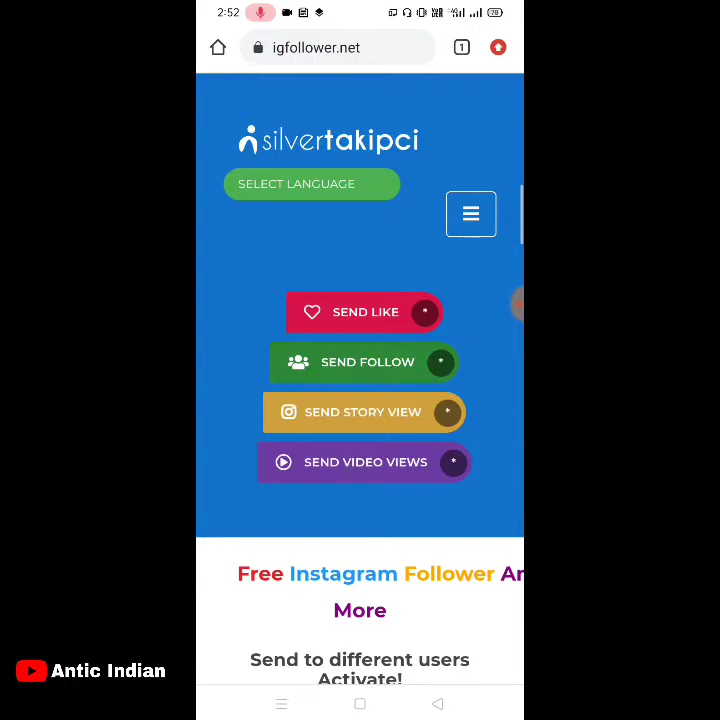 2:52
78
igfollower.net
1
silvertakipci
SELECT LANGUAGE
SEND LIKE *
SEND FOLLOW *
SEND STORY VIEW *
SEND VIDEO VIEWS *
Free Instagram Follower An
More
Send to different users
Activate!
Antic Indian